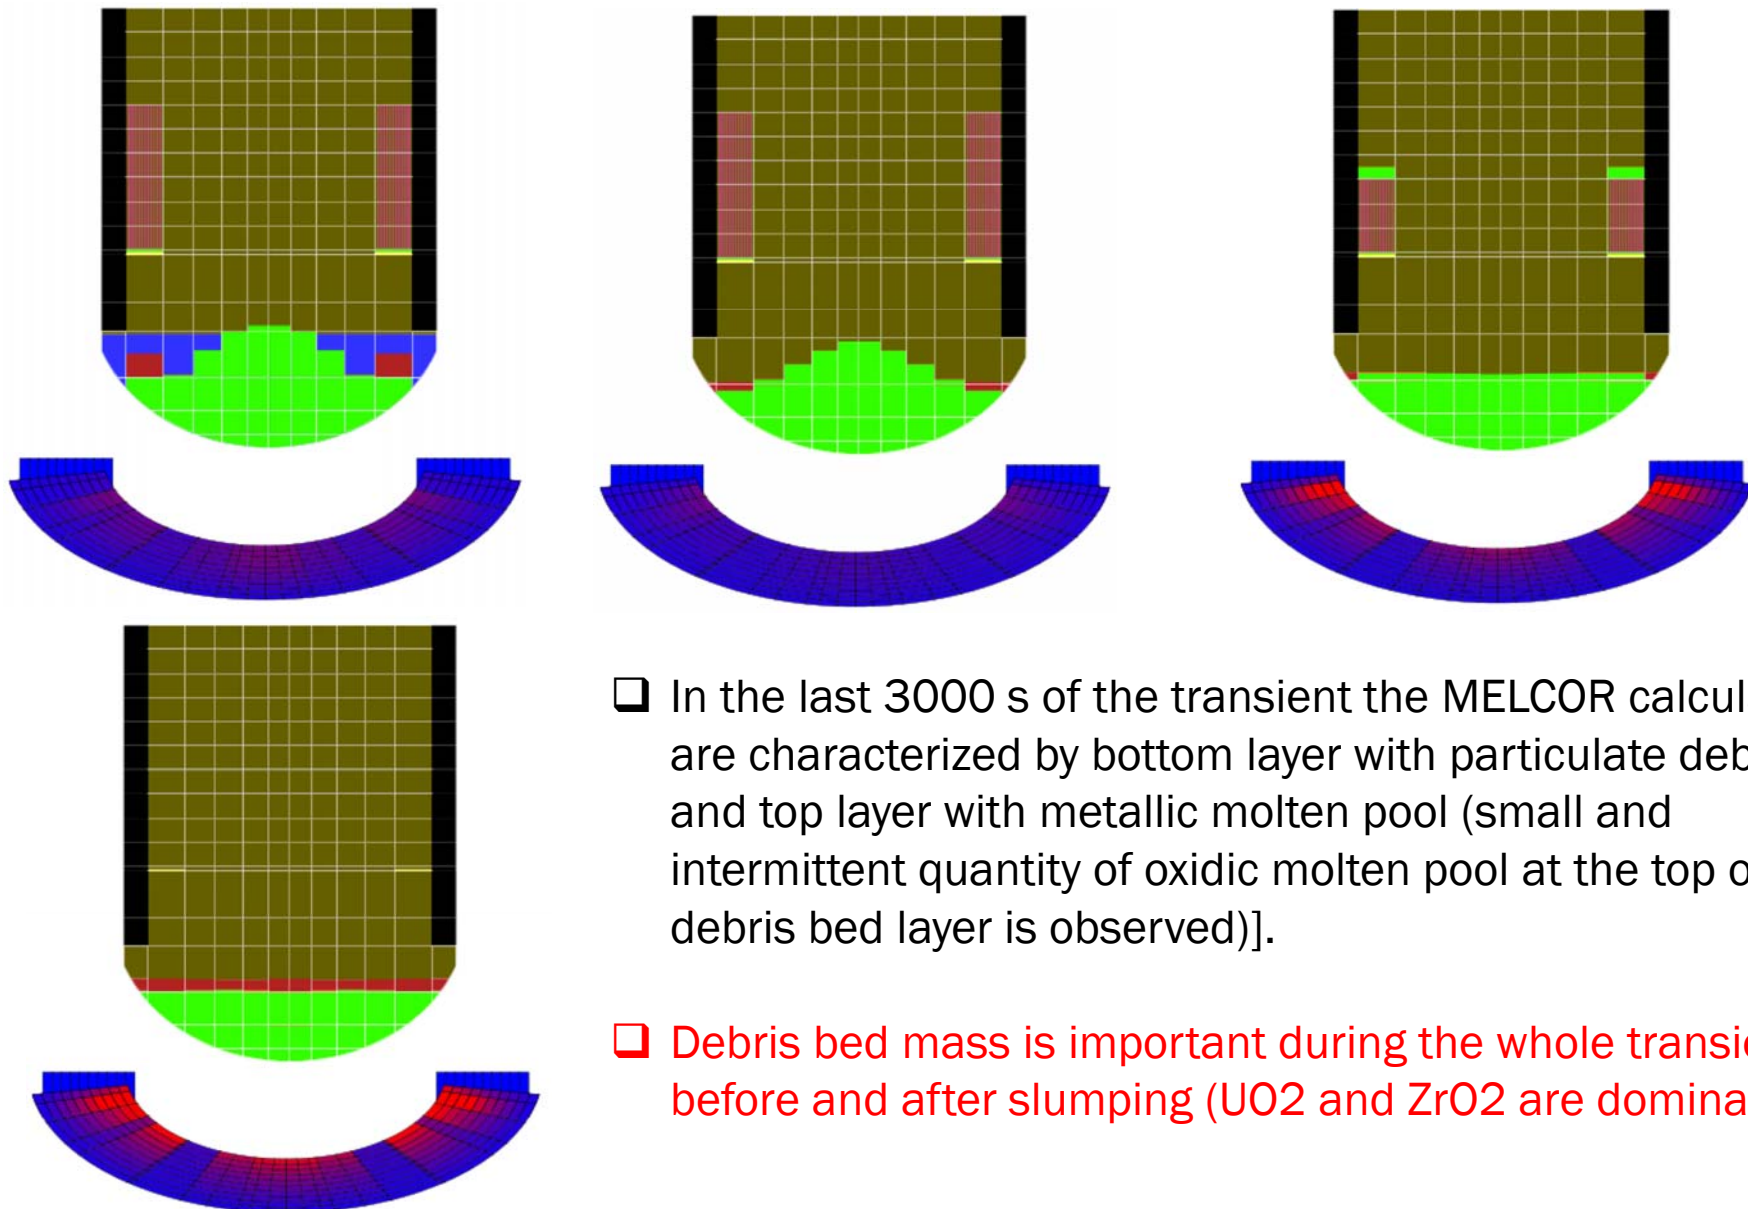 In the last 3000 s of the transient the MELCOR calcul
are characterized by bottom layer with particulate deb
and top layer with metallic molten pool (small and
intermittent quantity of oxidic molten pool at the top o
debris bed layer is observed)].
Debris bed mass is important during the whole transie
before and after slumping (UO2 and ZrO2 are domina